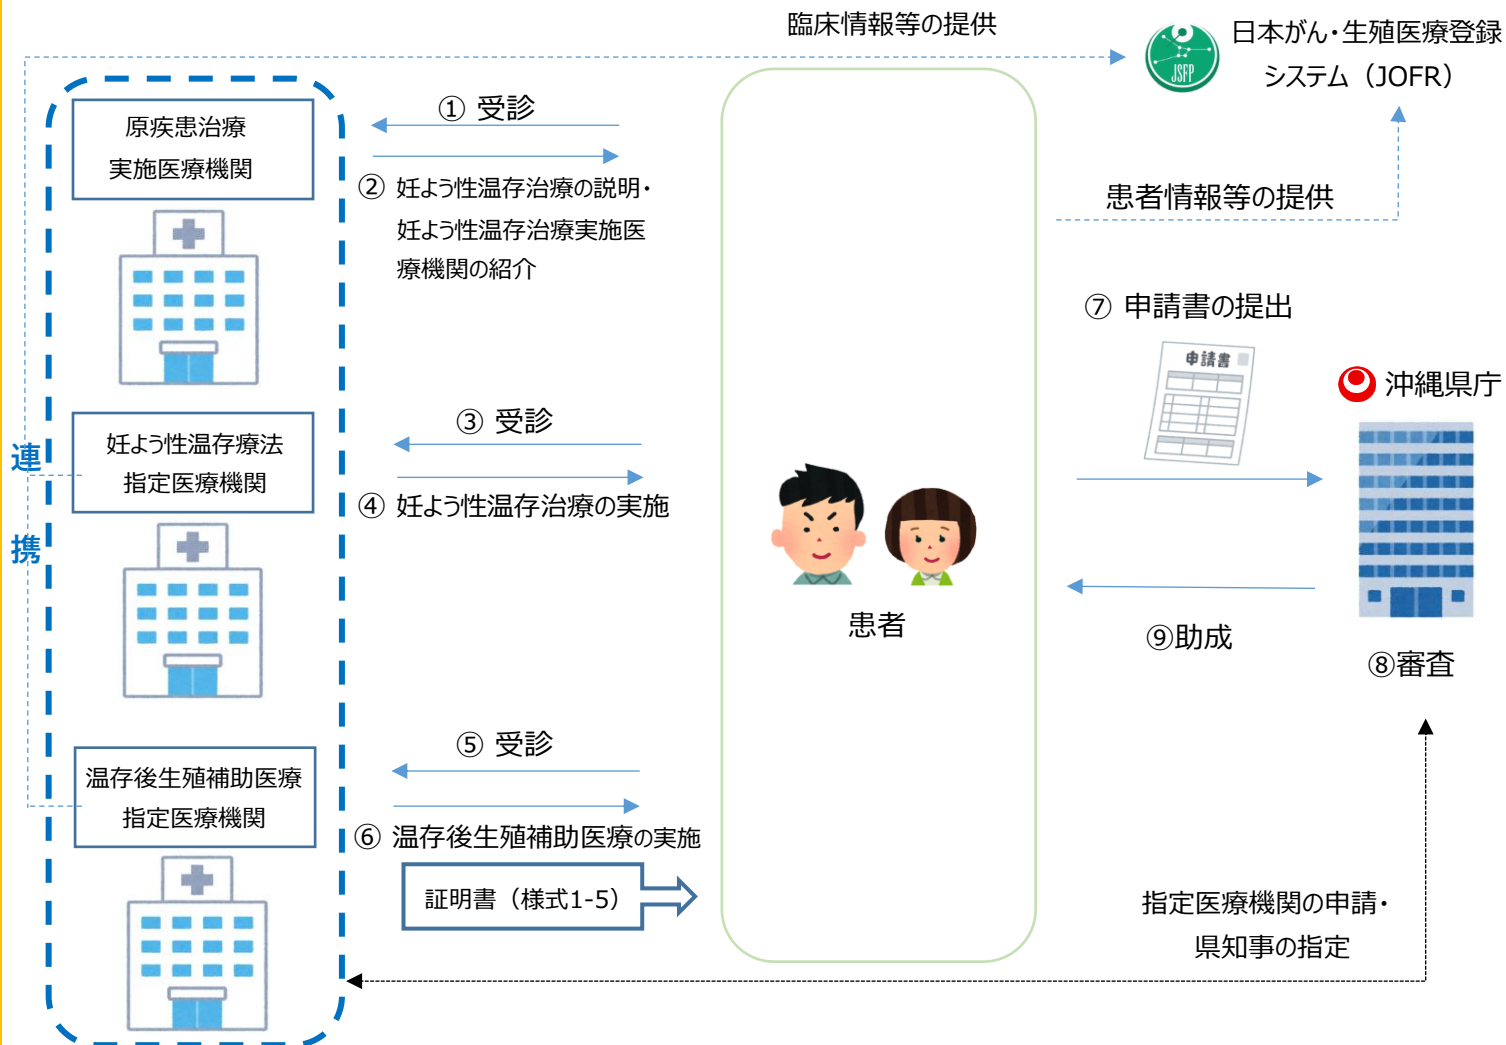 臨床情報等の提供
日本がん・生殖医療登録
システム（JOFR）
JSFP
原疾患治療
実施医療機関
① 受診
② 妊よう性温存治療の説明・
妊よう性温存治療実施医
療機関の紹介
患者情報等の提供
⑦ 申請書の提出
申請書
沖縄県庁
連
携
妊よう性温存療法
指定医療機関
③ 受診
④ 妊よう性温存治療の実施
患者
⑨助成
⑧審査
温存後生殖補助医療
指定医療機関
⑤ 受診
⑥ 温存後生殖補助医療の実施
証明書（様式1-5）
指定医療機関の申請・
県知事の指定